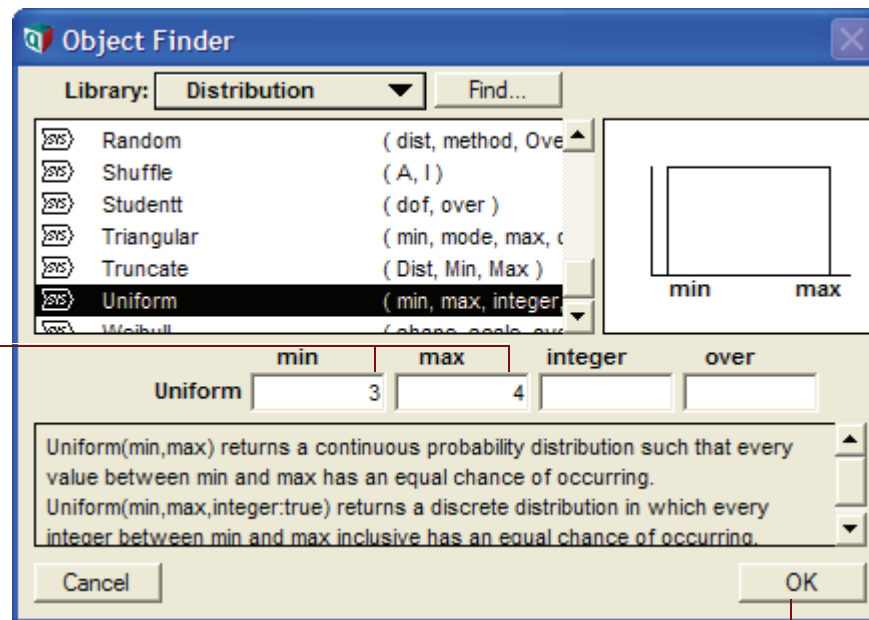 Object Finder
Library: Distribution Find...
Random ( dist, method, Ove
Shuffle ( A, I )
Studentt ( dof, over )
Triangular ( min, mode, max, 
Truncate ( Dist, Min, Max )
Uniform ( min, max, integer,
min max
min max integer over
Uniform 3 4
Uniform(min,max) returns a continuous probability distribution such that every
value between min and max has an equal chance of occurring.
Uniform(min,max,integer:true) returns a discrete distribution in which every
integer between min and max inclusive has an equal chance of occurring.
Cancel OK